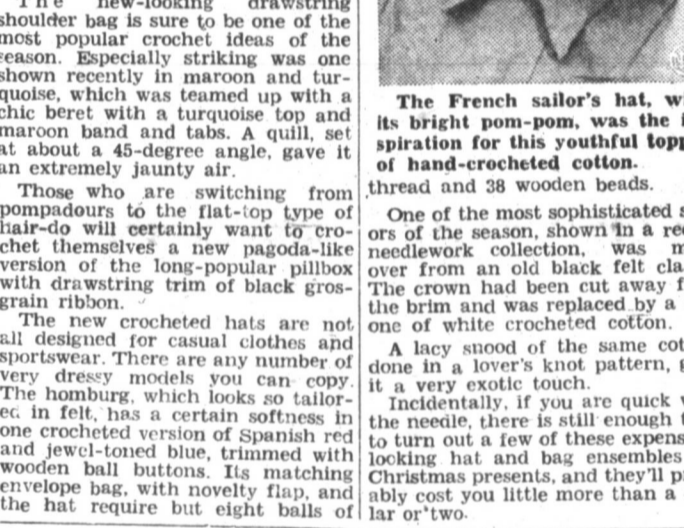 The new-looking drawstring
shoulder bag is sure to be one of the
most popular crochet ideas of the
season. Especially striking was one
shown recently in maroon and tur-
quoise, which was teamed up with a
chic beret with a turquoise top and
maroon band and tabs. A quill, set
at about a 45-degree angle, gave it
an extremely jaunty air.
Those who are switching from
pompadours to the flat-top type of
hair-do will certainly want to cro-
chet themselves a new pagoda-like
version of the long-popular pillbox
with drawstring trim of black gros-
grain ribbon.
The new crocheted hats are not
all designed for casual clothes and
sportswear. There are any number of
very dressy models you can copy.
The homburg, which looks so tailor-
ed in felt, has a certain softness in
one crocheted version of Spanish red
and jewel-toned blue, trimmed with
wooden ball buttons. Its matching
envelope bag, with novelty flap, and
the hat require but eight balls of
The French sailor's hat, w
its bright pom-pom, was the i
spiration for this youthful topp
of hand-crocheted cotton.
thread and 38 wooden beads.
One of the most sophisticated s
ors of the season, shown in a re
needlework collection, was m
over from an old black felt cla
The crown had been cut away f
the brim and was replaced by a
one of white crocheted cotton.
A lacy snood of the same cot
done in a lover's knot pattern, g
it a very exotic touch.
Incidentally, if you are quick
the needle, there is still enough t
to turn out a few of these expens
looking hat and bag ensembles
Christmas presents, and they'll p
ably cost you little more than a
lar or two.